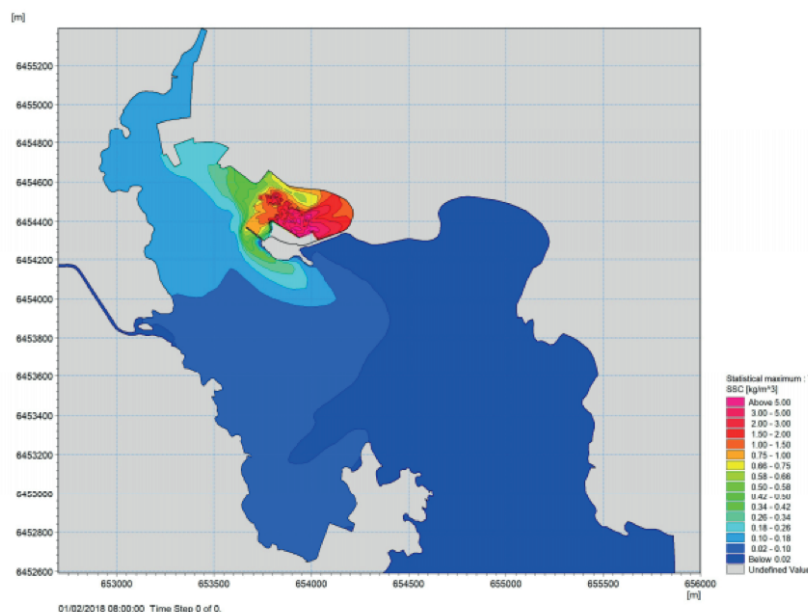 [m]
6455200
6455000
6454800
6454600
6454400
6454200
6454000
6453800
6453600
6453400
6453200
6453000
6452800
6452600
653000
653500
654000
654500
655000
655500
656000
[m]
Statistical maximum :
SSC [kg/m^3]
Above 5.00
3.00 - 5.00
2.00 - 3.00
1.50 - 2.00
1.00 - 1.50
0.75 - 1.00
0.66 - 0.75
0.58 - 0.66
0.50 - 0.58
0.42 - 0.50
0.34 - 0.42
0.26 - 0.34
0.18 - 0.26
0.10 - 0.18
0.02 - 0.10
Below 0.02
Undefined Value
01/02/2018 08:00:00 Time Step 0 of 0.